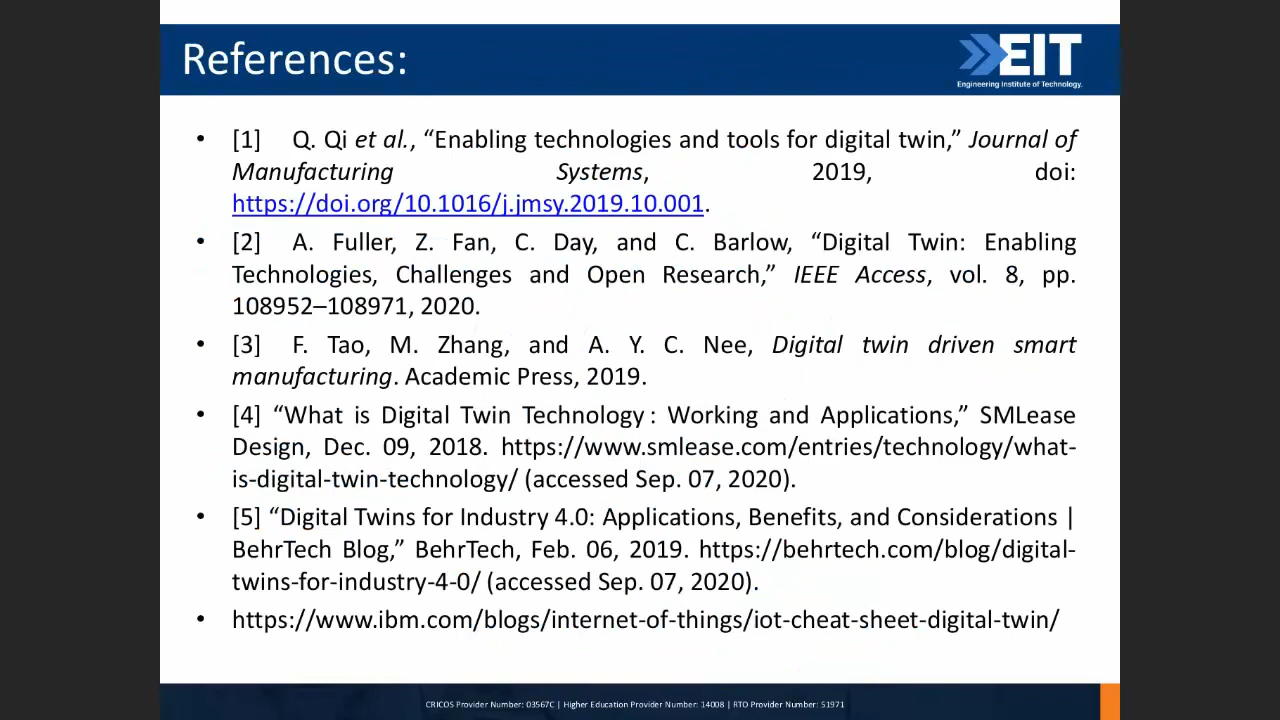 References:
EIT
Engineering Institute of Technology.
• [1] Q. Qi et al., “Enabling technologies and tools for digital twin,” Journal of
Manufacturing Systems, 2019, doi:
https://doi.org/10.1016/j.jmsy.2019.10.001.
• [2] A. Fuller, Z. Fan, C. Day, and C. Barlow, “Digital Twin: Enabling
Technologies, Challenges and Open Research,” IEEE Access, vol. 8, pp.
108952–108971, 2020.
• [3] F. Tao, M. Zhang, and A. Y. C. Nee, Digital twin driven smart
manufacturing. Academic Press, 2019.
• [4] “What is Digital Twin Technology : Working and Applications,” SMLease
Design, Dec. 09, 2018. https://www.smlease.com/entries/technology/what-
is-digital-twin-technology/ (accessed Sep. 07, 2020).
• [5] “Digital Twins for Industry 4.0: Applications, Benefits, and Considerations |
BehrTech Blog,” BehrTech, Feb. 06, 2019. https://behrtech.com/blog/digital-
twins-for-industry-4-0/ (accessed Sep. 07, 2020).
• https://www.ibm.com/blogs/internet-of-things/iot-cheat-sheet-digital-twin/
CRICOS Provider Number: 03567C | Higher Education Provider Number: 14008 | RTO Provider Number: 51971